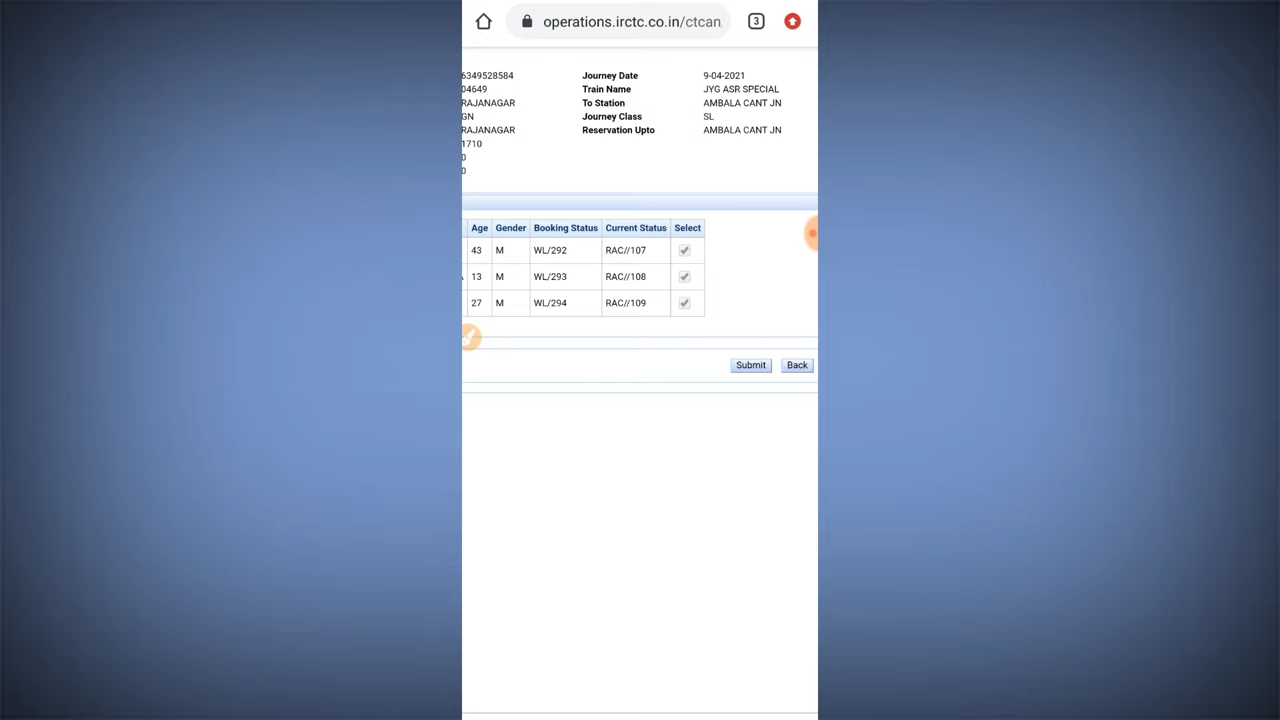 operations.irctc.co.in/ctcan
3
6349528584 Journey Date 9-04-2021
04649 Train Name JYG ASR SPECIAL
RAJANAGAR To Station AMBALA CANT JN
GN Journey Class SL
RAJANAGAR Reservation Upto AMBALA CANT JN
1710
0
0
Age Gender Booking Status Current Status Select
43 M WL/292 RAC//107
13 M WL/293 RAC//108
27 M WL/294 RAC//109
Submit Back